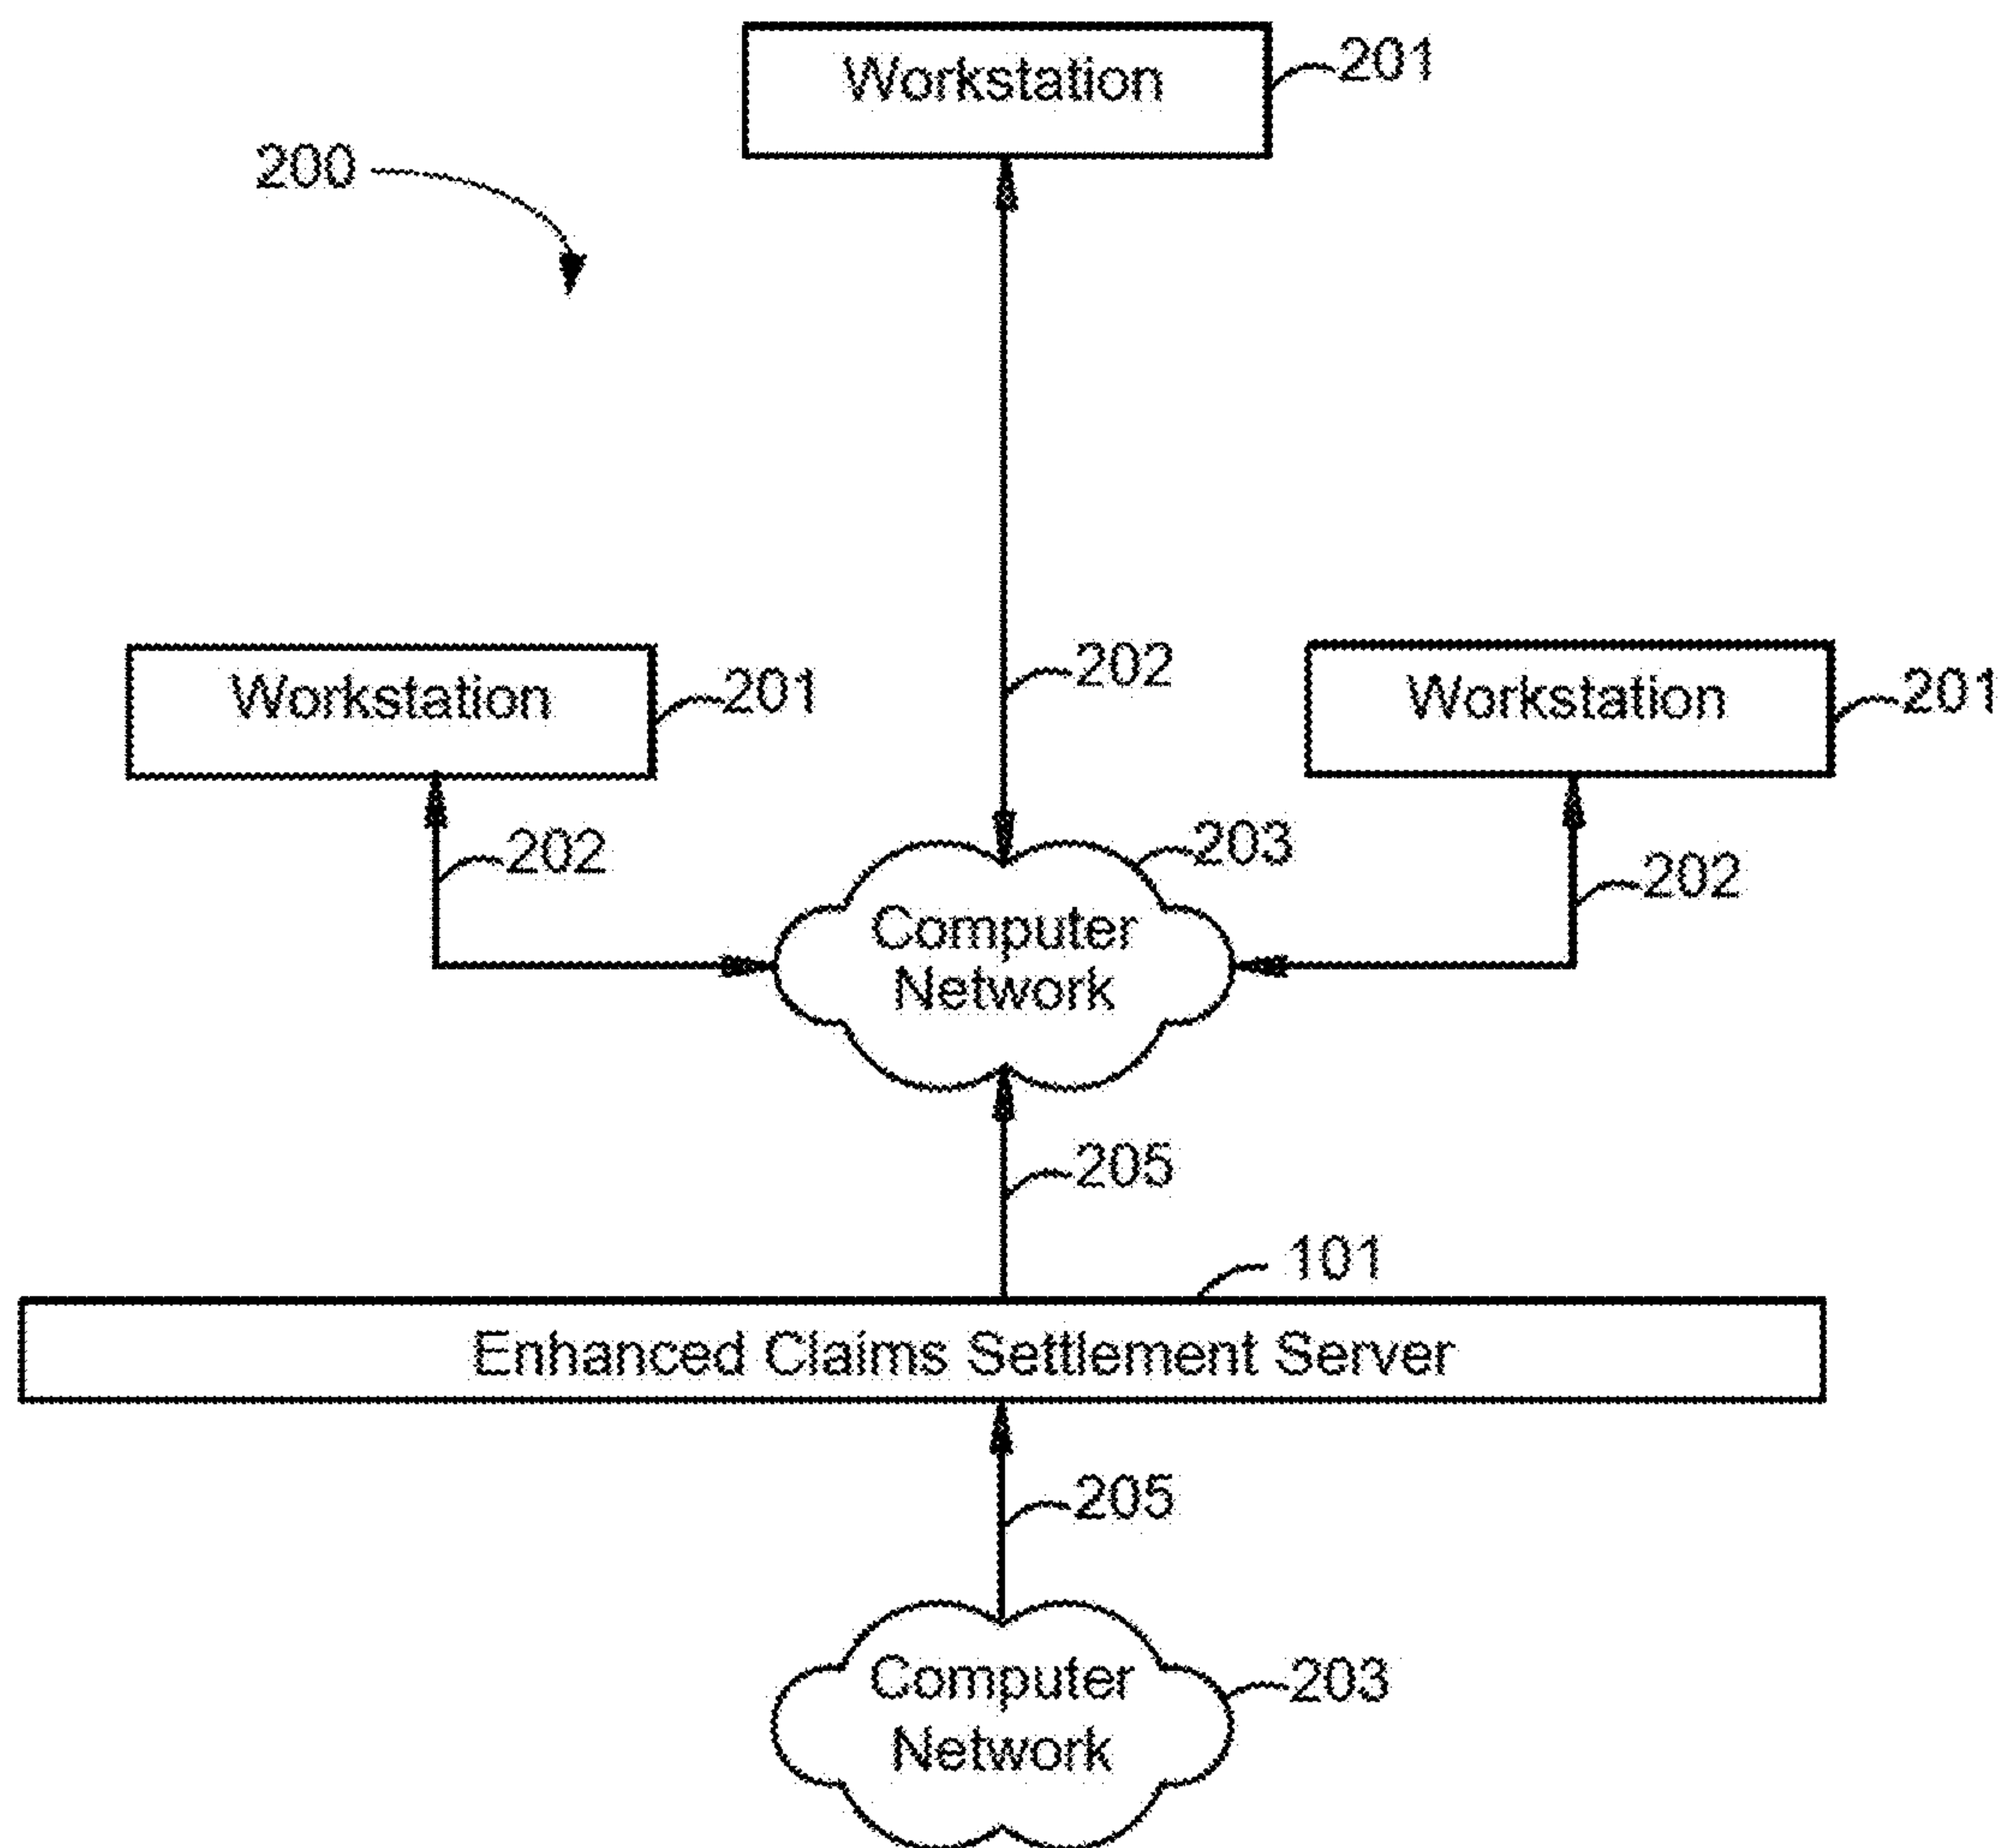 Workstation
201
200
202
Workstation
201
Workstation
201
202
203
202
Computer
Network
205
101
Enhanced Claims Settlement Server
205
Computer
Network
203